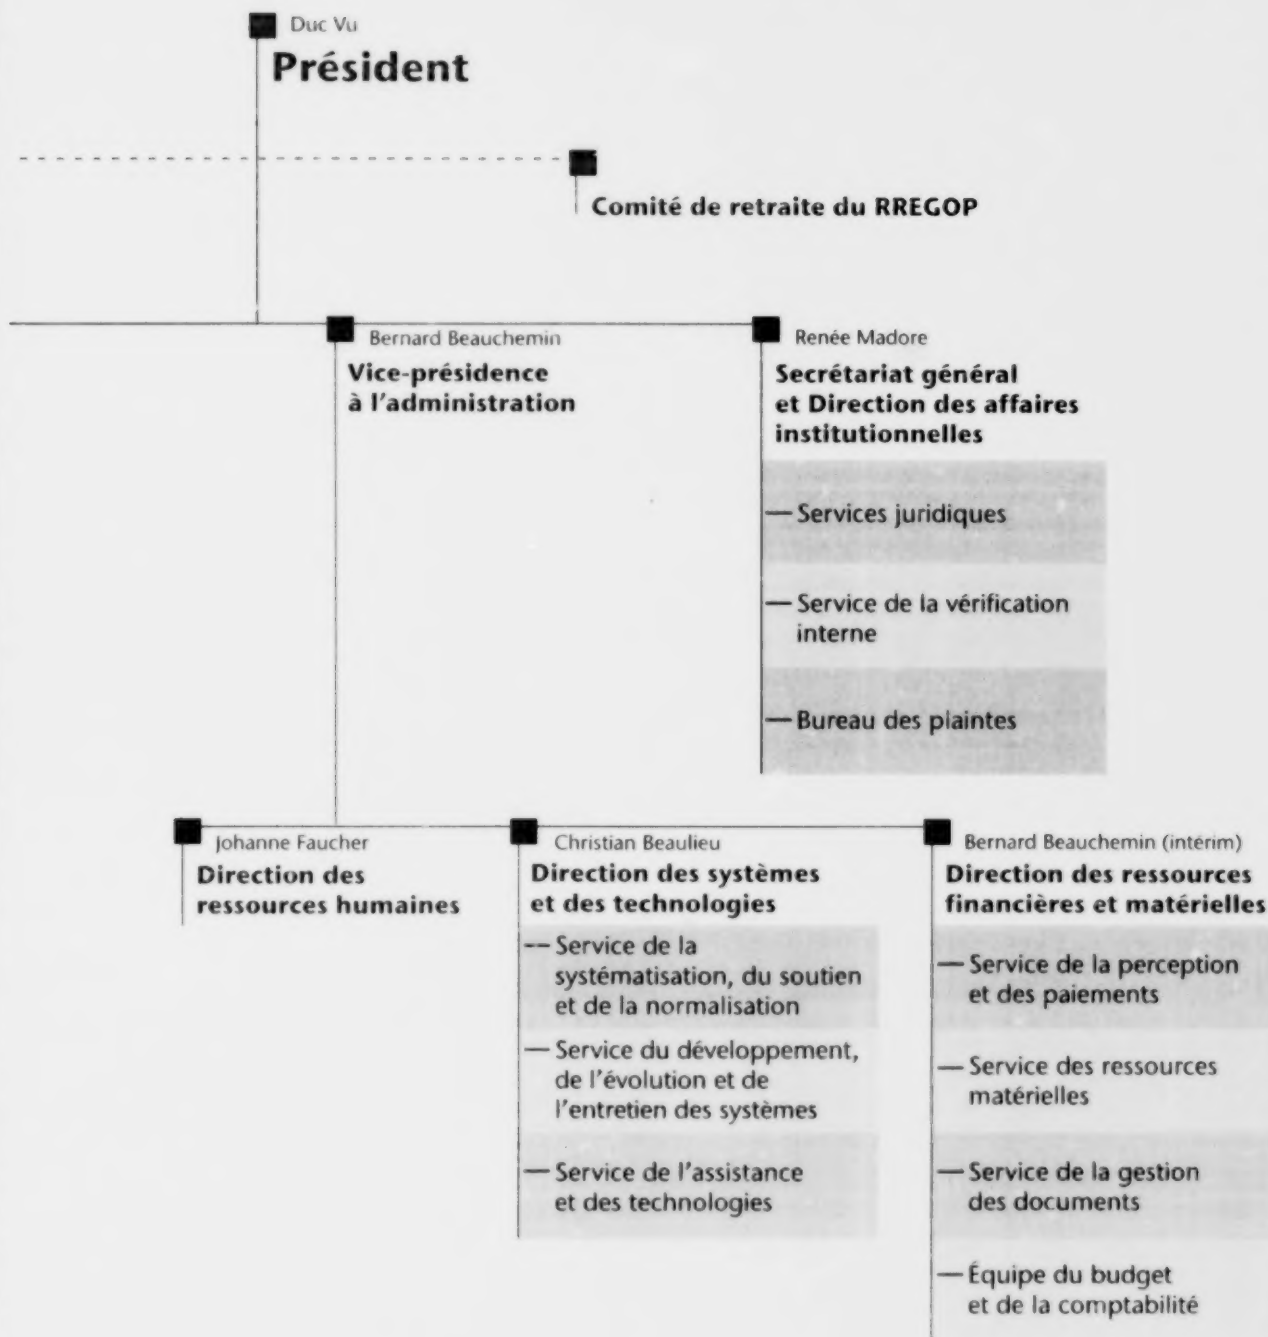 Duc Vu
Président
Comité de retraite du RREGOP
Bernard Beauchemin
Vice-présidence
à l'administration
Renée Madore
Secrétariat général
et Direction des affaires
institutionnelles
Services juridiques
Service de la vérification
interne
Bureau des plaintes
Johanne Faucher
Direction des
ressources humaines
Christian Beaulieu
Direction des systèmes
et des technologies
Service de la
systématisation, du soutien
et de la normalisation
Service du développement,
de l'évolution et de
l'entretien des systèmes
Service de l'assistance
et des technologies
Bernard Beauchemin (intérim)
Direction des ressources
financières et matérielles
Service de la perception
et des paiements
Service des ressources
matérielles
Service de la gestion
des documents
Équipe du budget
et de la comptabilité